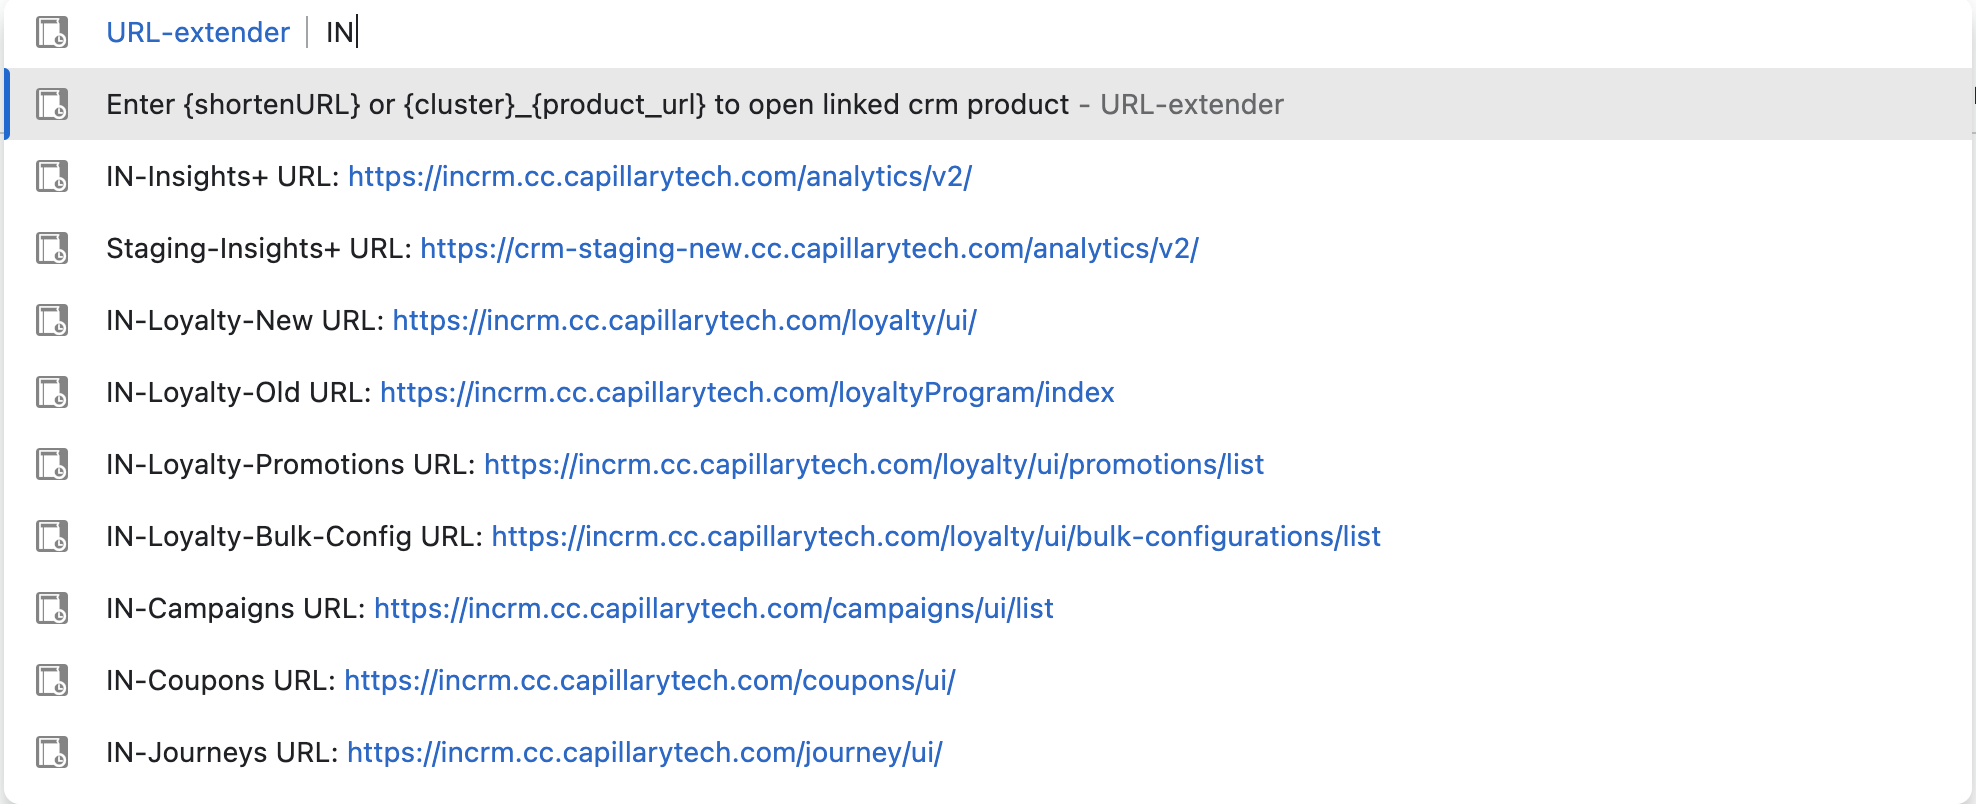 URL-extender | IN
Enter {shortenURL} or {cluster}_{product_url} to open linked crm product - URL-extender
IN-Insights+ URL: https://incrm.cc.capillarytech.com/analytics/v2/
Staging-Insights+ URL: https://crm-staging-new.cc.capillarytech.com/analytics/v2/
IN-Loyalty-New URL: https://incrm.cc.capillarytech.com/loyalty/ui/
IN-Loyalty-Old URL: https://incrm.cc.capillarytech.com/loyaltyProgram/index
IN-Loyalty-Promotions URL: https://incrm.cc.capillarytech.com/loyalty/ui/promotions/list
IN-Loyalty-Bulk-Config URL: https://incrm.cc.capillarytech.com/loyalty/ui/bulk-configurations/list
IN-Campaigns URL: https://incrm.cc.capillarytech.com/campaigns/ui/list
IN-Coupons URL: https://incrm.cc.capillarytech.com/coupons/ui/
IN-Journeys URL: https://incrm.cc.capillarytech.com/journey/ui/